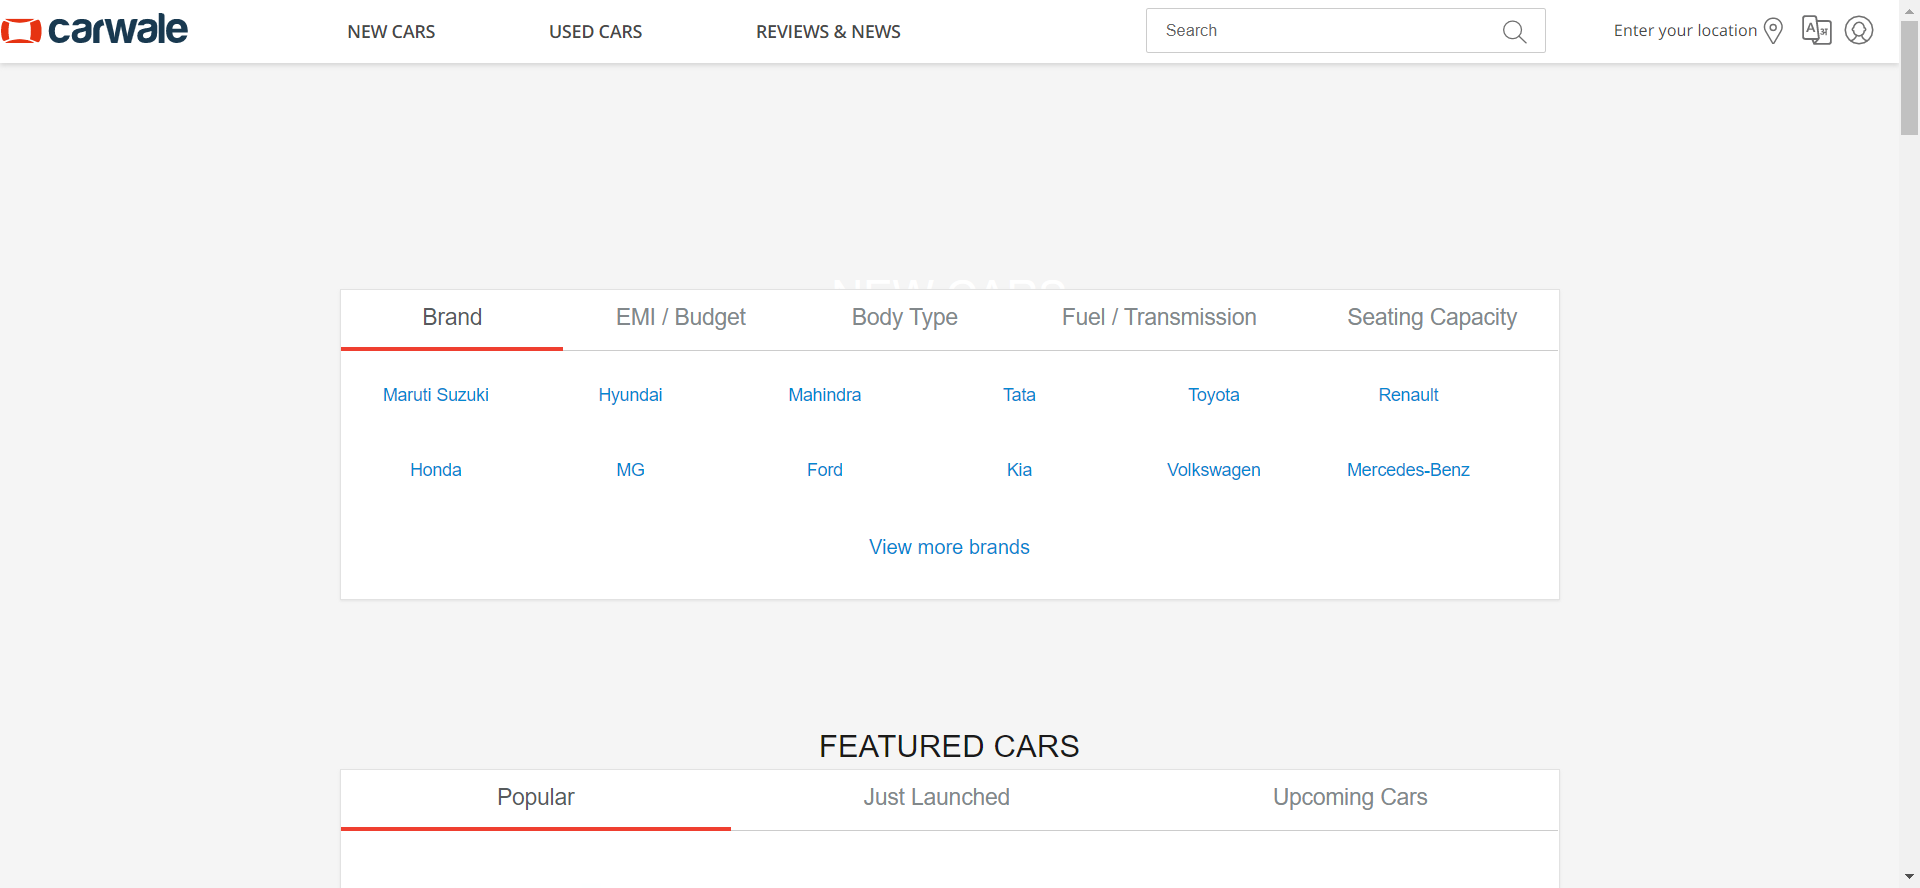 carwale NEW CARS USED CARS REVIEWS & NEWS Search Enter your location
NEW CARS
Brand EMI / Budget Body Type Fuel / Transmission Seating Capacity
Maruti Suzuki Hyundai Mahindra Tata Toyota Renault
Honda MG Ford Kia Volkswagen Mercedes-Benz
View more brands
FEATURED CARS
Popular Just Launched Upcoming Cars